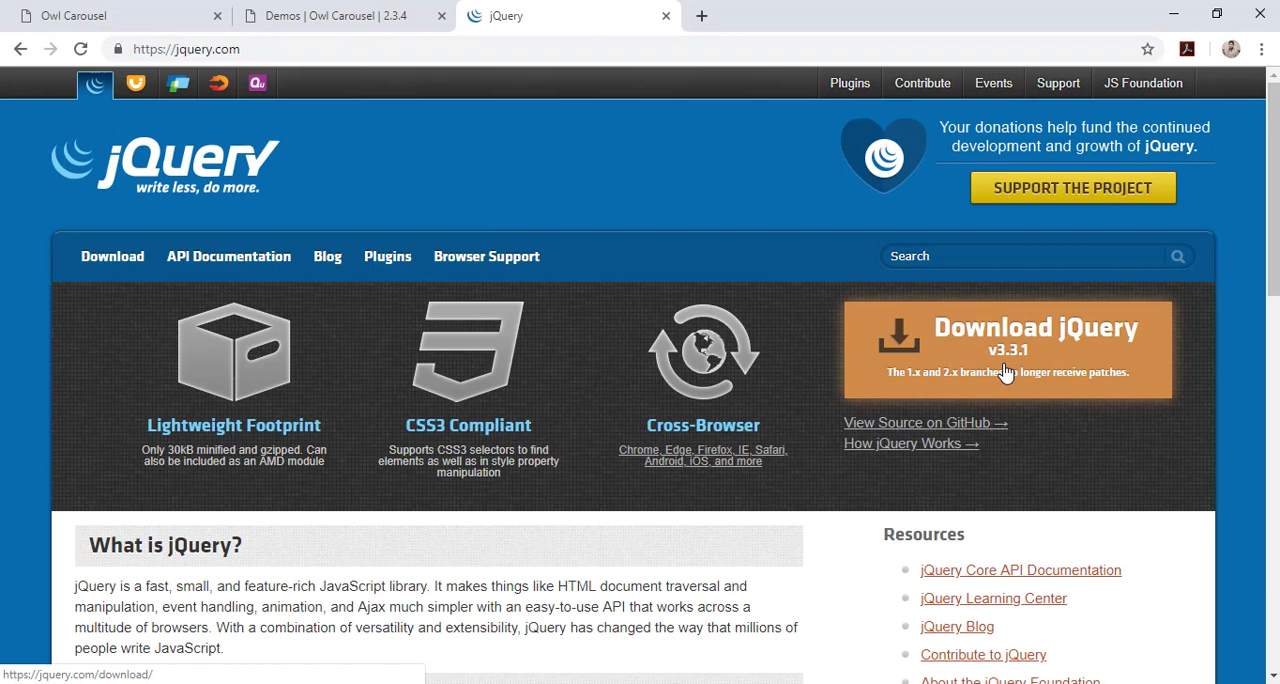 Owl Carousel
Demos | Owl Carousel | 2.3.4
jQuery
https://jquery.com
Qu
Plugins
Contribute
Events
Support
JS Foundation
jQuery
write less, do more.
Your donations help fund the continued
development and growth of jQuery.
SUPPORT THE PROJECT
Download
API Documentation
Blog
Plugins
Browser Support
Search
Lightweight Footprint
Only 30kB minified and gzipped. Can
also be included as an AMD module
CSS3 Compliant
Supports CSS3 selectors to find
elements as well as in style property
manipulation
Cross-Browser
Chrome, Edge, Firefox, IE, Safari,
Android, iOS, and more
Download jQuery
v3.3.1
The 1.x and 2.x branches longer receive patches.
View Source on GitHub →
How jQuery Works →
What is jQuery?
jQuery is a fast, small, and feature-rich JavaScript library. It makes things like HTML document traversal and
manipulation, event handling, animation, and Ajax much simpler with an easy-to-use API that works across a
multitude of browsers. With a combination of versatility and extensibility, jQuery has changed the way that millions of
people write JavaScript.
Resources
jQuery Core API Documentation
jQuery Learning Center
jQuery Blog
Contribute to jQuery
About the jQuery Foundation
https://jquery.com/download/